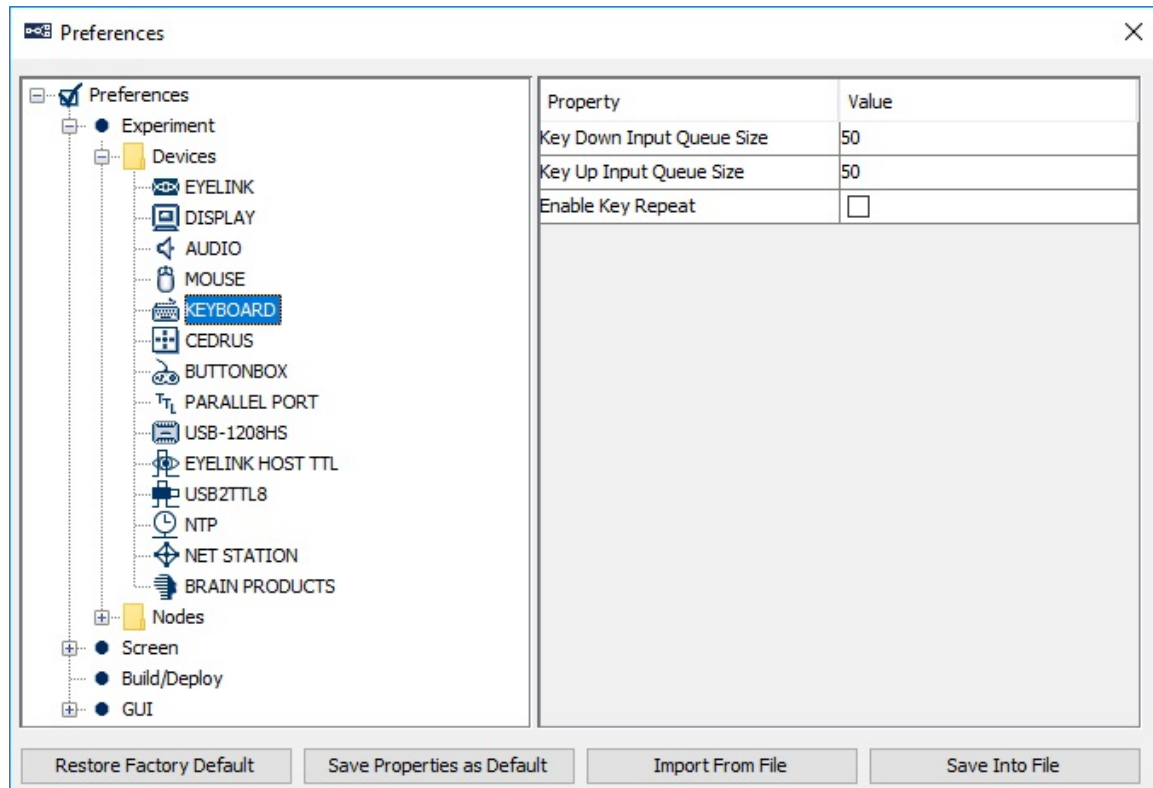 Preferences
Preferences
Experiment
Devices
EYELINK
DISPLAY
AUDIO
MOUSE
KEYBOARD
CEDRUS
BUTTONBOX
TTL PARALLEL PORT
USB-1208HS
EYELINK HOST TTL
USB2TTL8
NTP
NET STATION
BRAIN PRODUCTS
Nodes
Screen
Build/Deploy
GUI
Property Value
Key Down Input Queue Size 50
Key Up Input Queue Size 50
Enable Key Repeat
Restore Factory Default Save Properties as Default Import From File Save Into File